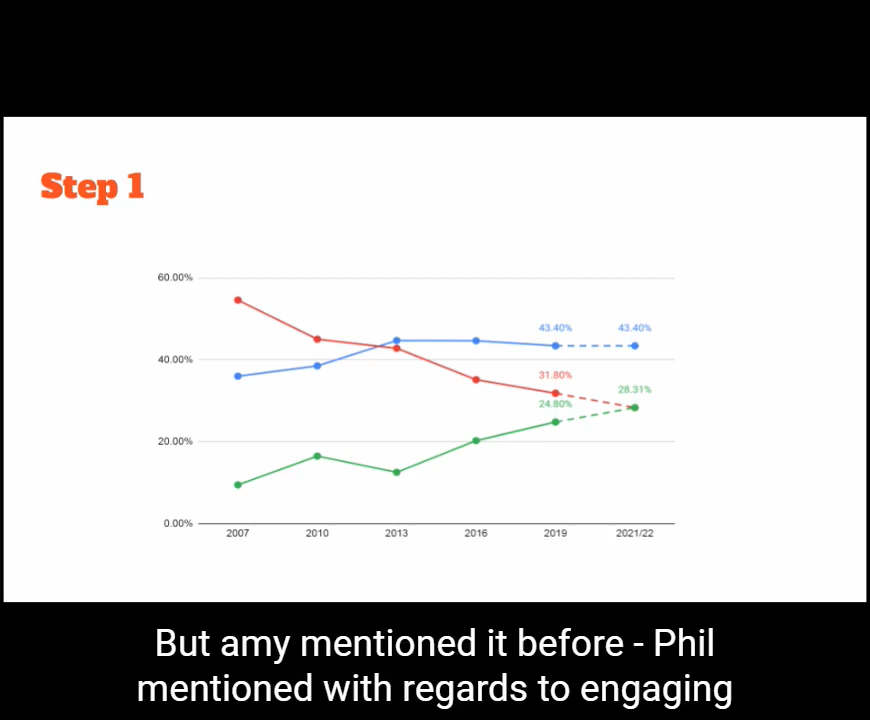 Step 1
60.00%
43.40%
43.40%
40.00%
31.80%
28.31%
24.80%
20.00%
0.00%
2007 2010 2013 2016 2019 2021/22
But amy mentioned it before - Phil
mentioned with regards to engaging